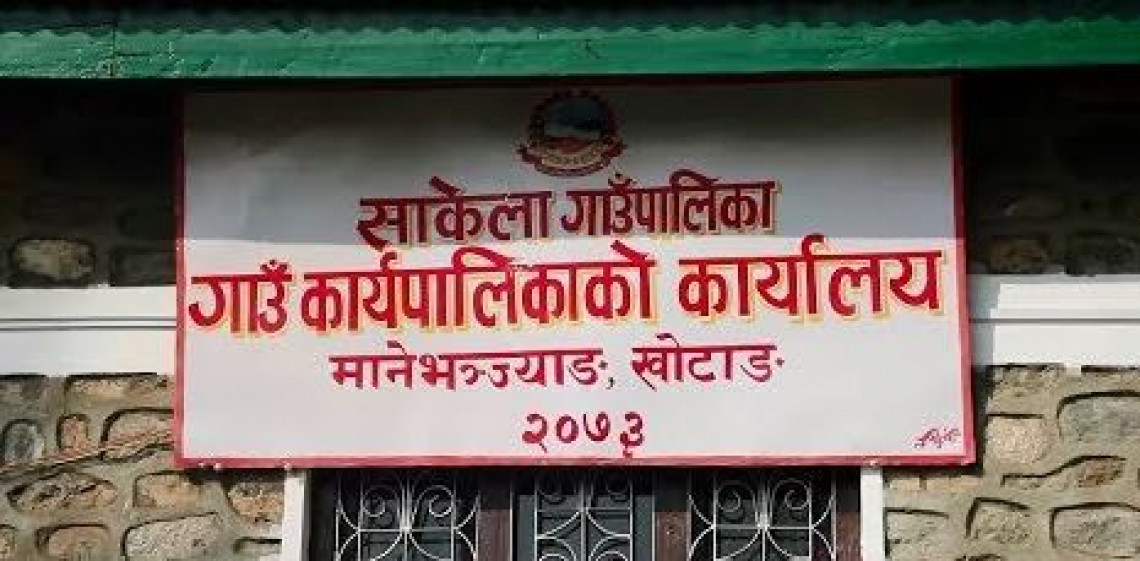 साकेला गाउँपालिका
गाउँ कार्यपालिकाको कार्यालय
मानेभञ्ज्याङ, खोटाङ
२०७३